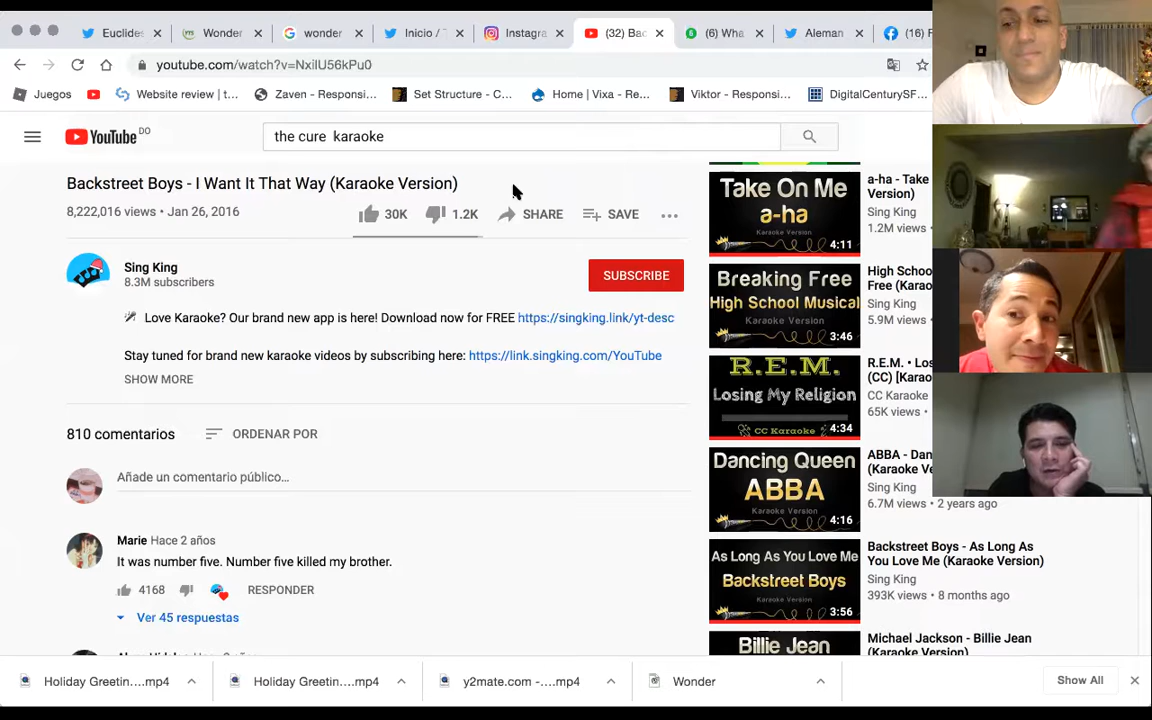 Euclides
Wonder
wonder
Inicio / T
Instagra
(32) Bac
(6) Wha
Aleman
(16) F
youtube.com/watch?v=NxilU56kPu0
Juegos
Website review | t...
Zaven - Responsi...
Set Structure - C...
Home | Vixa - Re...
Viktor - Responsi...
DigitalCenturySF...
YouTube DO
the cure karaoke
Backstreet Boys - I Want It That Way (Karaoke Version)
8,222,016 views • Jan 26, 2016
30K
1.2K
SHARE
SAVE
Sing King
8.3M subscribers
SUBSCRIBE
Love Karaoke? Our brand new app is here! Download now for FREE https://singking.link/yt-desc
Stay tuned for brand new karaoke videos by subscribing here: https://link.singking.com/YouTube
SHOW MORE
810 comentarios
ORDENAR POR
Añade un comentario público...
Marie Hace 2 años
It was number five. Number five killed my brother.
4168
RESPONDER
Ver 45 respuestas
Take On Me
a-ha
Karaoke Version
4:11
a-ha - Take
Version)
Sing King
1.2M views
Breaking Free
High School Musical
Karaoke Version
3:46
High Schoo
Free (Karao
Sing King
5.9M views
R.E.M.
Losing My Religion
CC Karaoke
4:34
R.E.M. • Los
(CC) [Karao
CC Karaoke
65K views
Dancing Queen
ABBA
Karaoke Version
4:16
ABBA - Dan
(Karaoke Ve
Sing King
6.7M views • 2 years ago
As Long As You Love Me
Backstreet Boys
Karaoke Version
3:56
Backstreet Boys - As Long As
You Love Me (Karaoke Version)
Sing King
393K views • 8 months ago
Billie Jean
Michael Jackson - Billie Jean
Holiday Greetin....mp4
Holiday Greetin....mp4
y2mate.com -....mp4
Wonder
Show All